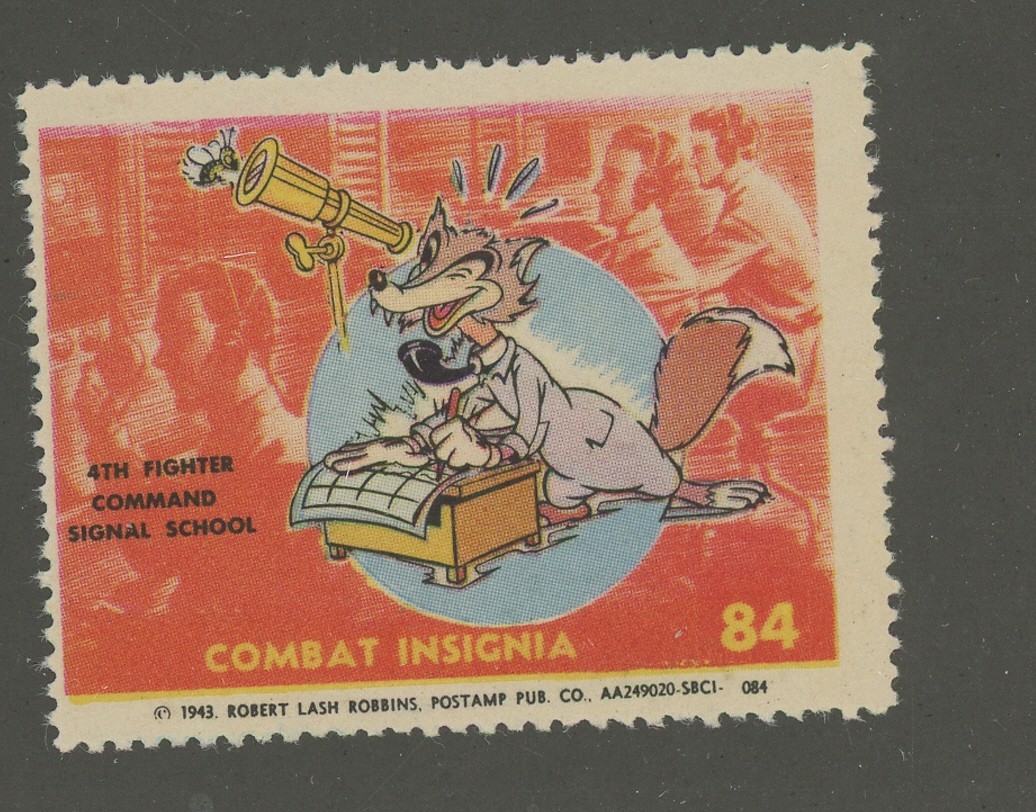 4TH FIGHTER
COMMAND
SIGNAL SCHOOL
COMBAT INSIGNIA
84
© 1943. ROBERT LASH ROBBINS, POSTAMP PUB. CO., AA249020-SBCI- 084